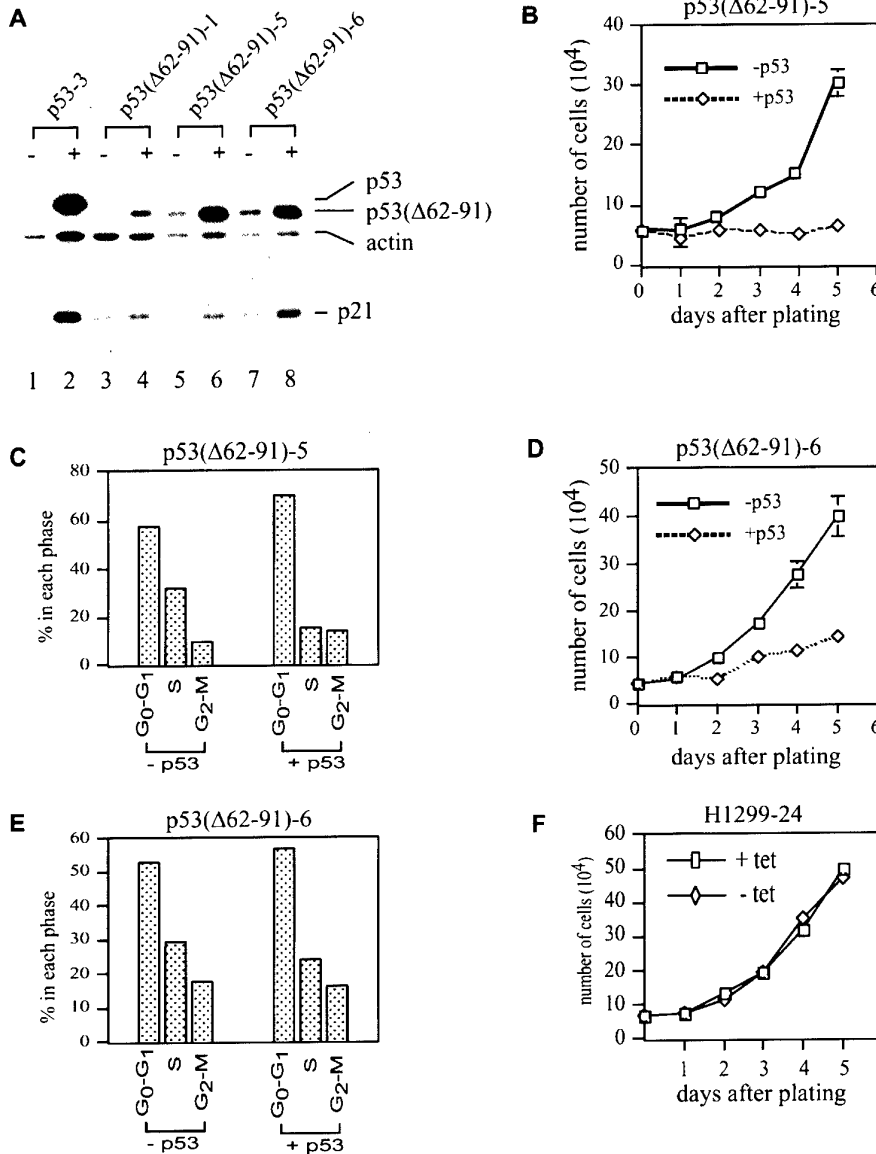 A
p53-3
p53(Δ62-91)-1
p53(Δ62-91)-5
p53(Δ62-91)-6
- + - + - + - +
p53
p53(Δ62-91)
actin
p21
1 2 3 4 5 6 7 8
B
p53(Δ62-91)-5
number of cells (10⁴)
40
30
20
10
0
-p53
+p53
0 1 2 3 4 5 6
days after plating
C
p53(Δ62-91)-5
% in each phase
80
60
40
20
0
G₀-G₁ S G₂-M G₀-G₁ S G₂-M
- p53 + p53
D
p53(Δ62-91)-6
number of cells (10⁴)
50
40
30
20
10
0
-p53
+p53
0 1 2 3 4 5 6
days after plating
E
p53(Δ62-91)-6
% in each phase
60
50
40
30
20
10
0
G₀-G₁ S G₂-M G₀-G₁ S G₂-M
- p53 + p53
F
H1299-24
number of cells (10⁴)
60
50
40
30
20
10
0
+ tet
- tet
1 2 3 4 5
days after plating